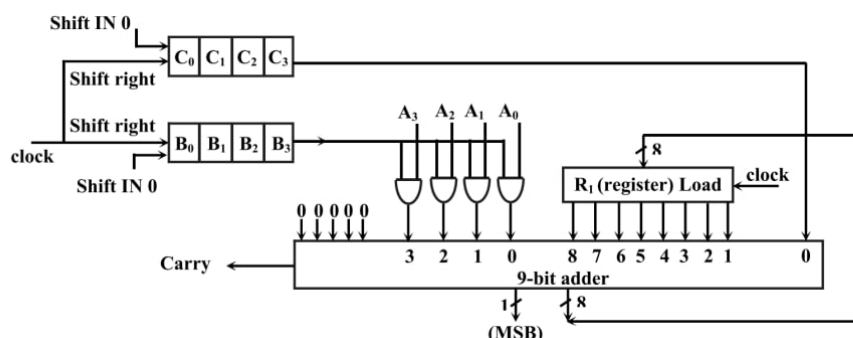 Shift IN 0
C₀ C₁ C₂ C₃
Shift right
A₃ A₂ A₁ A₀
Shift right
clock
B₀ B₁ B₂ B₃
8
Shift IN 0
R₁ (register) Load
clock
0 0 0 0 0
3 2 1 0 8 7 6 5 4 3 2 1 0
Carry
9-bit adder
1 8
(MSB)